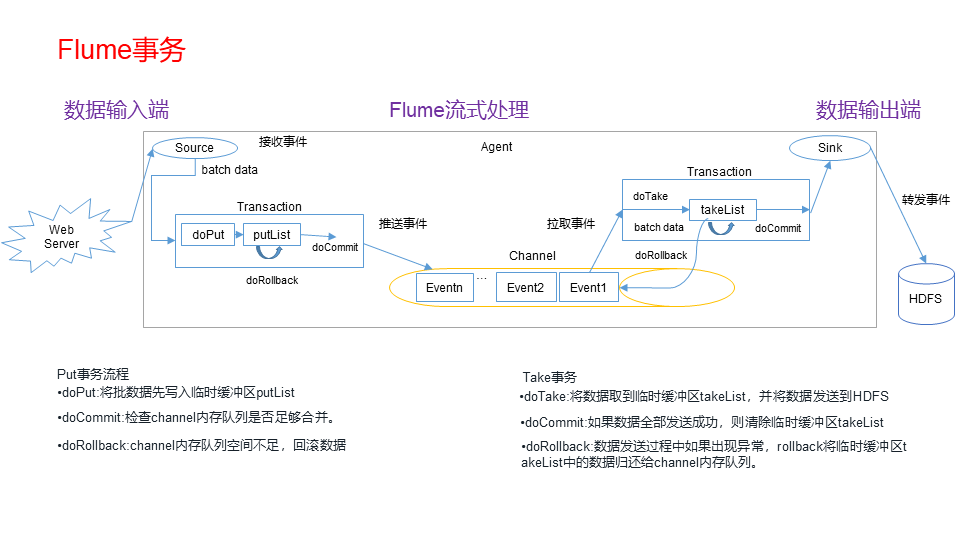 Flume事务
数据输入端
Flume流式处理
数据输出端
Source
接收事件
Agent
Sink
batch data
Transaction
Transaction
doTake
takeList
转发事件
Web
Server
doPut
putList
doCommit
推送事件
拉取事件
batch data
doCommit
doRollback
Channel
doRollback
Eventn
...
Event2
Event1
HDFS
Put事务流程
•doPut:将批数据先写入临时缓冲区putList
•doCommit:检查channel内存队列是否足够合并。
•doRollback:channel内存队列空间不足，回滚数据
Take事务
•doTake:将数据取到临时缓冲区takeList，并将数据发送到HDFS
•doCommit:如果数据全部发送成功，则清除临时缓冲区takeList
•doRollback:数据发送过程中如果出现异常，rollback将临时缓冲区t
akeList中的数据归还给channel内存队列。